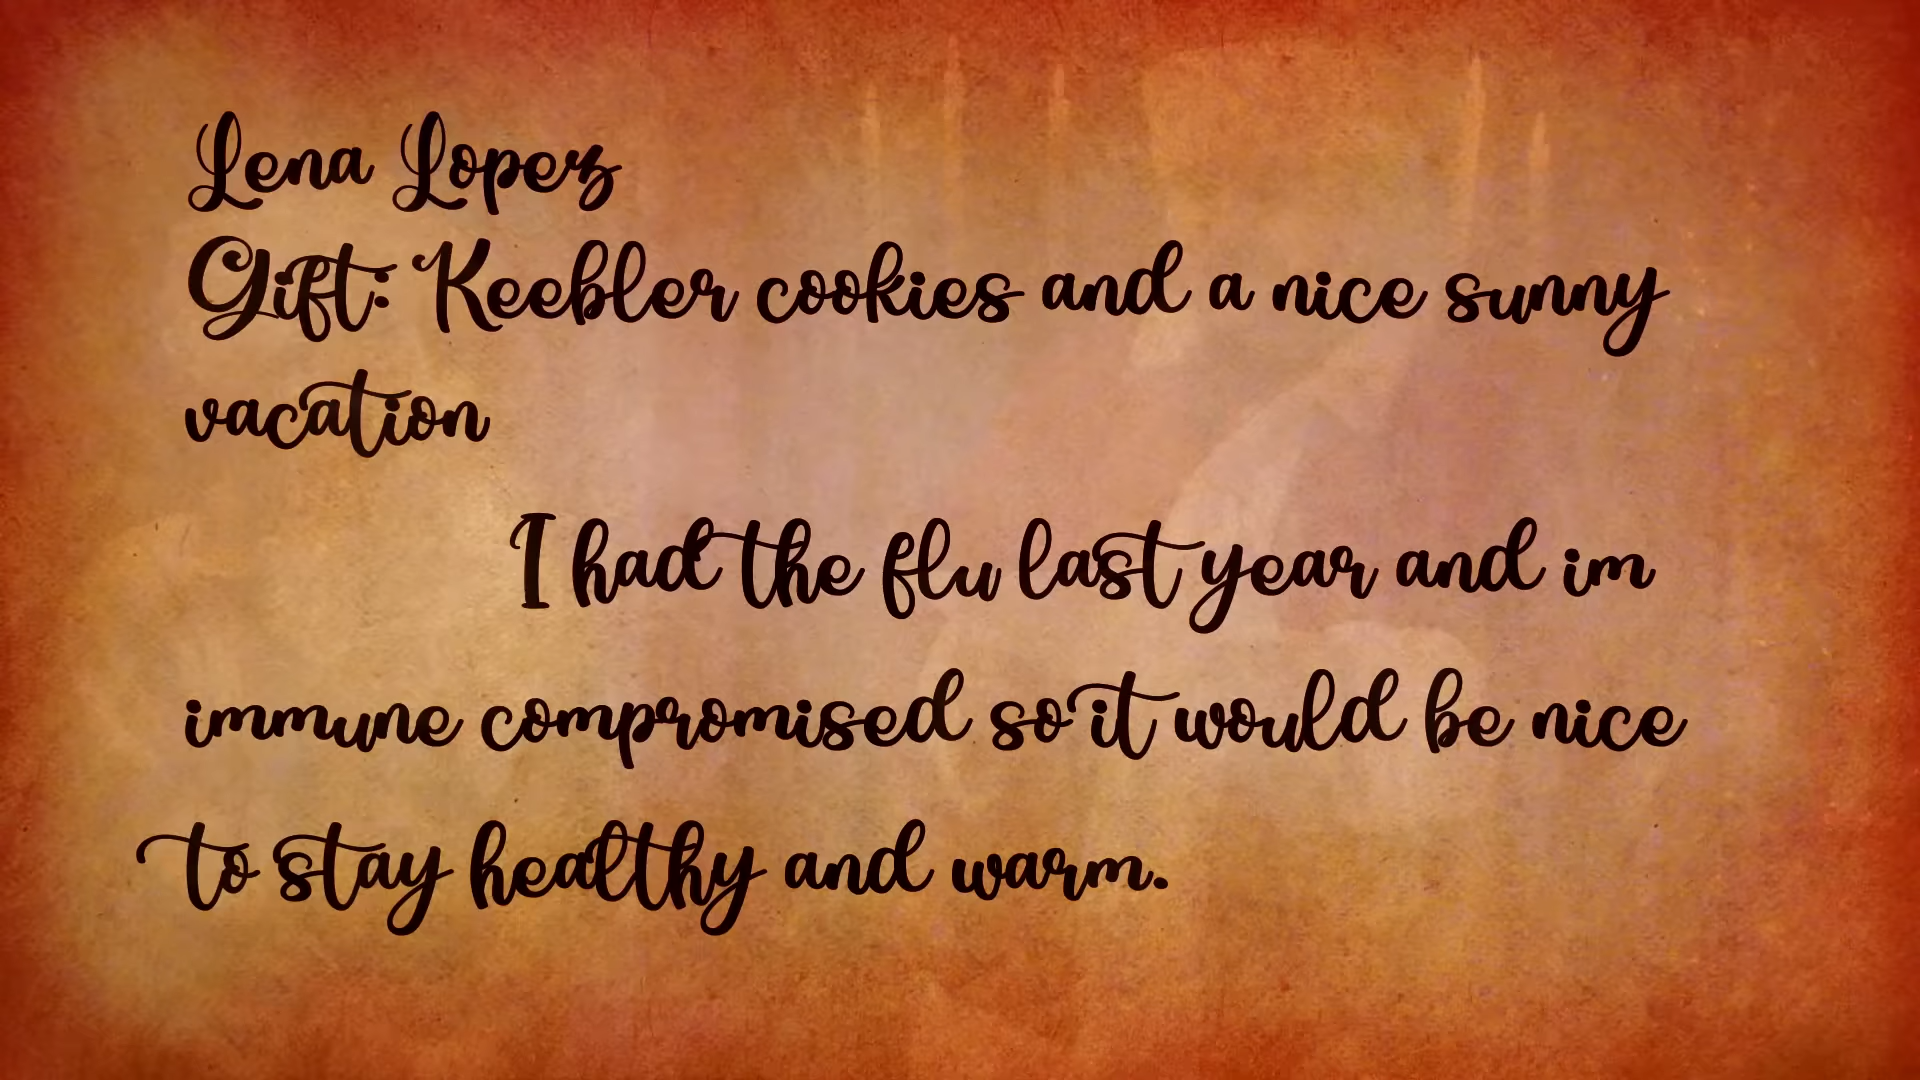 Lena Lopez
Gift: Keebler cookies and a nice sunny
vacation
I had the flu last year and im
immune compromised so it would be nice
to stay healthy and warm.